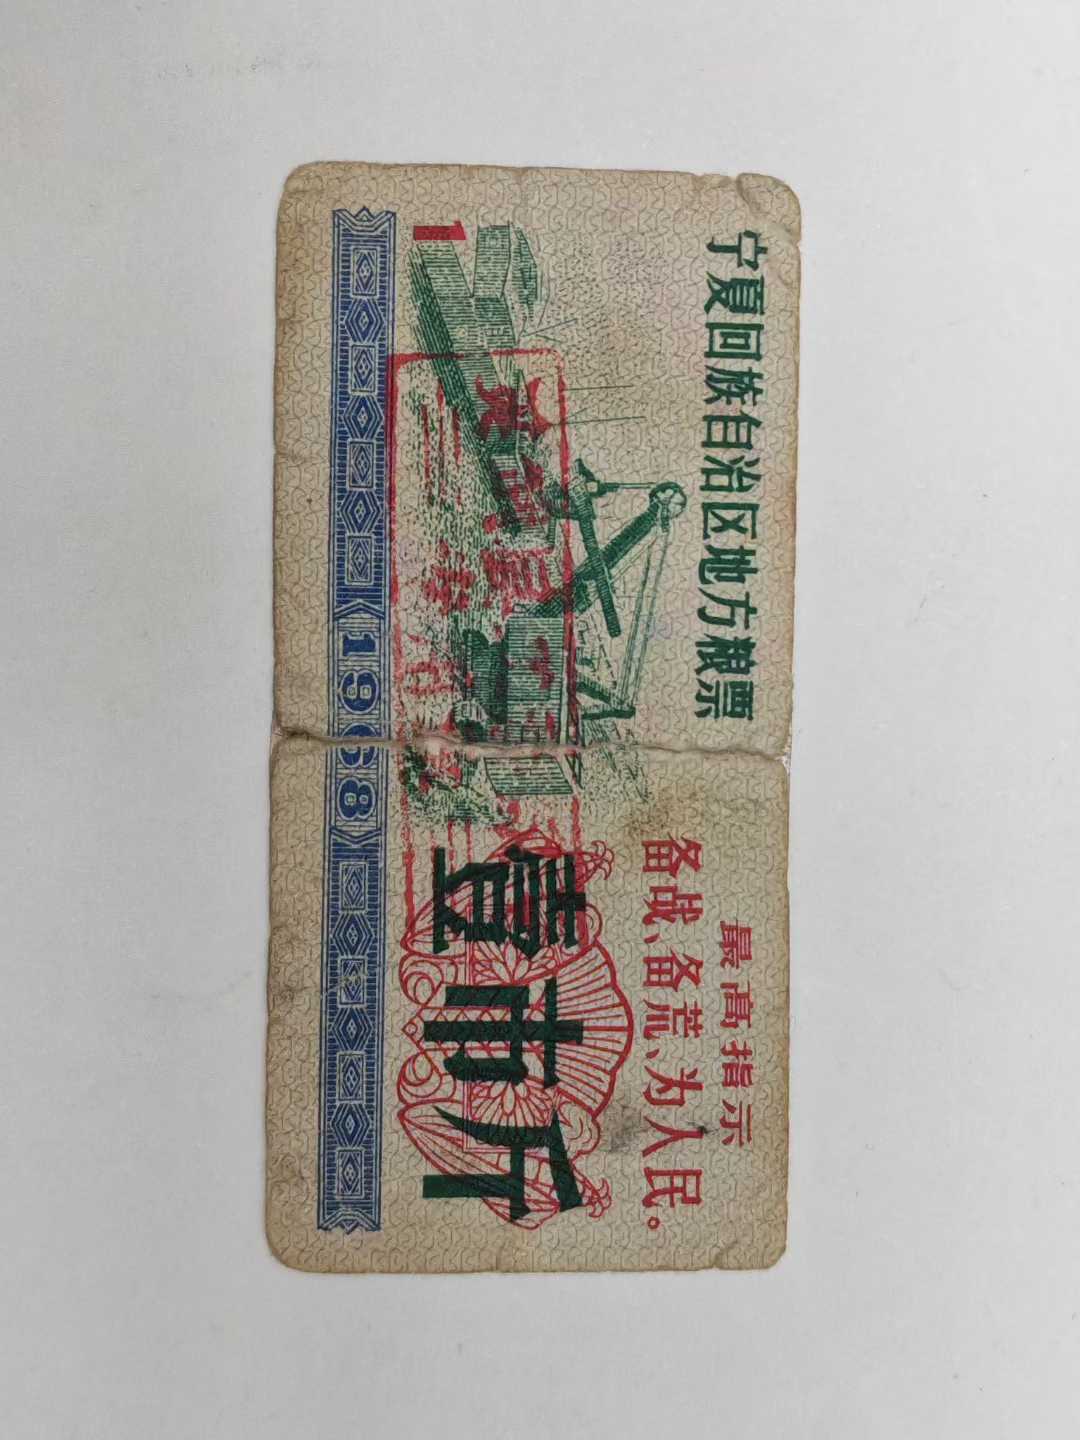 宁夏回族自治区地方粮票
最高指示
备战、备荒、为人民。
1
壹市斤
1968